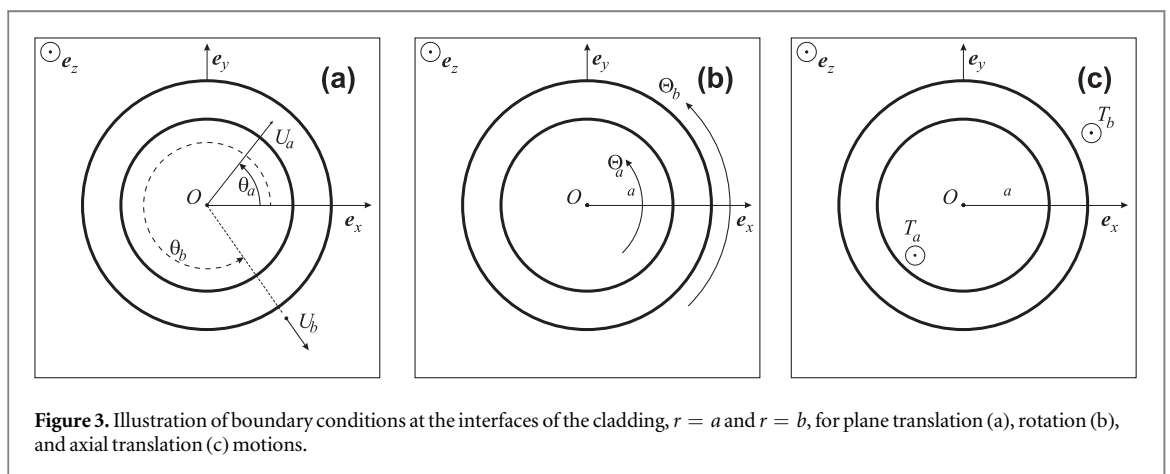 e_z
e_y
(a)
U_a
θ_a
O
e_x
θ_b
U_b
e_z
e_y
(b)
Θ_b
Θ_a
a
O
e_x
e_z
e_y
(c)
T_b
O
a
e_x
T_a
Figure 3. Illustration of boundary conditions at the interfaces of the cladding, r = a and r = b, for plane translation (a), rotation (b),
and axial translation (c) motions.